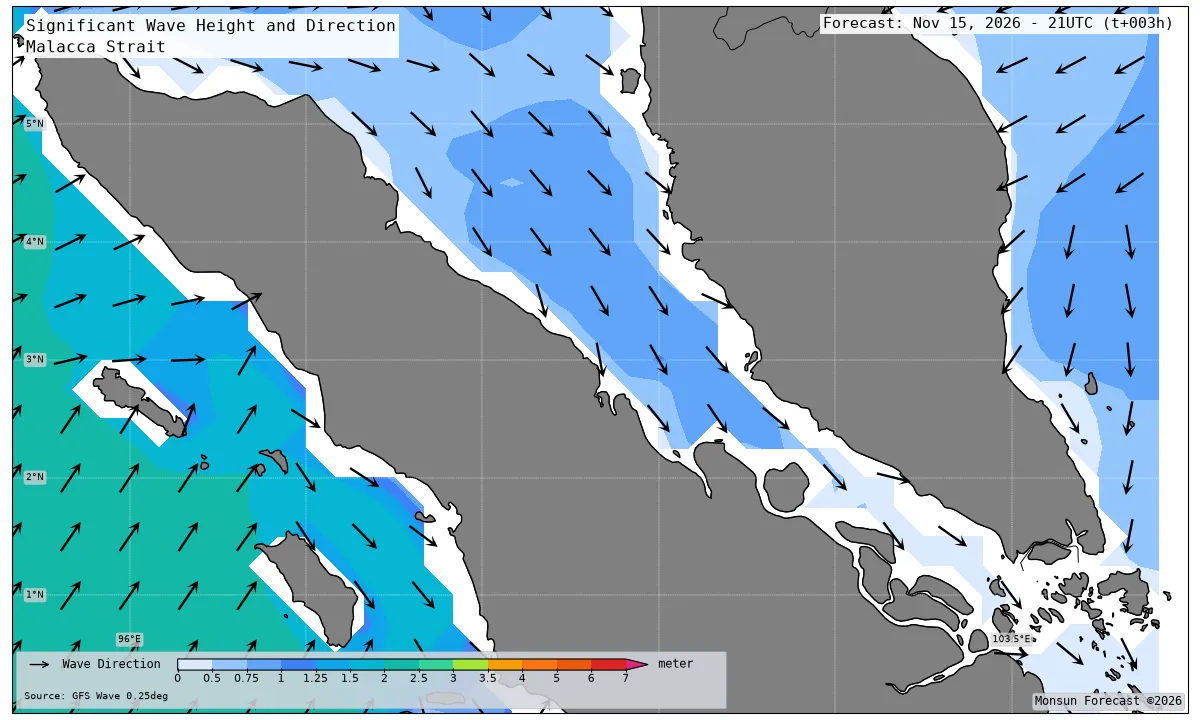 Significant Wave Height and Direction
Malacca Strait
Forecast: Nov 15, 2026 - 21UTC (t+003h)
5°N
4°N
3°N
2°N
1°N
96°E
103.5°E
Wave Direction
meter
0 0.5 0.75 1 1.25 1.5 2 2.5 3 3.5 4 5 6 7
Source: GFS Wave 0.25deg
Monsun Forecast ©2026